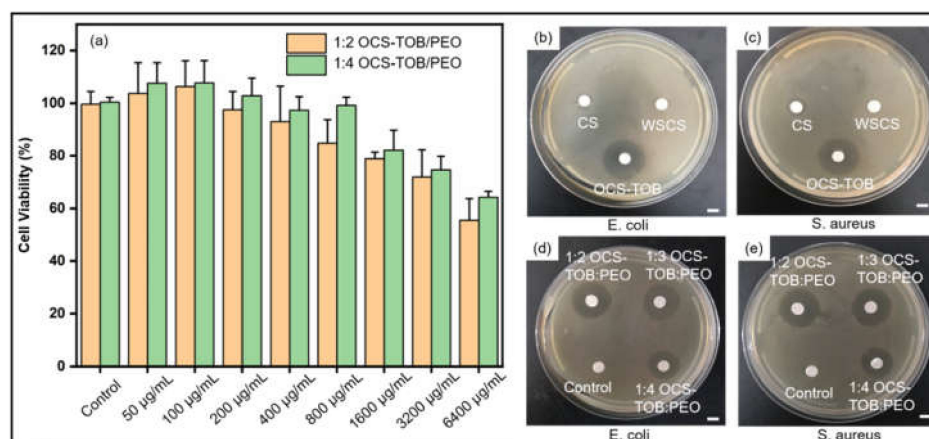 (a)
1:2 OCS-TOB/PEO
1:4 OCS-TOB/PEO
120
100
80
60
40
20
0
Cell Viability (%)
Control
50 µg/mL
100 µg/mL
200 µg/mL
400 µg/mL
800 µg/mL
1600 µg/mL
3200 µg/mL
6400 µg/mL
(b)
CS
WSCS
OCS-TOB
E. coli
(c)
CS
WSCS
OCS-TOB
S. aureus
(d)
1:2 OCS-
TOB:PEO
1:3 OCS-
TOB:PEO
Control
1:4 OCS-
TOB:PEO
E. coli
(e)
1:2 OCS-
TOB:PEO
1:3 OCS-
TOB:PEO
Control
1:4 OCS-
TOB:PEO
S. aureus